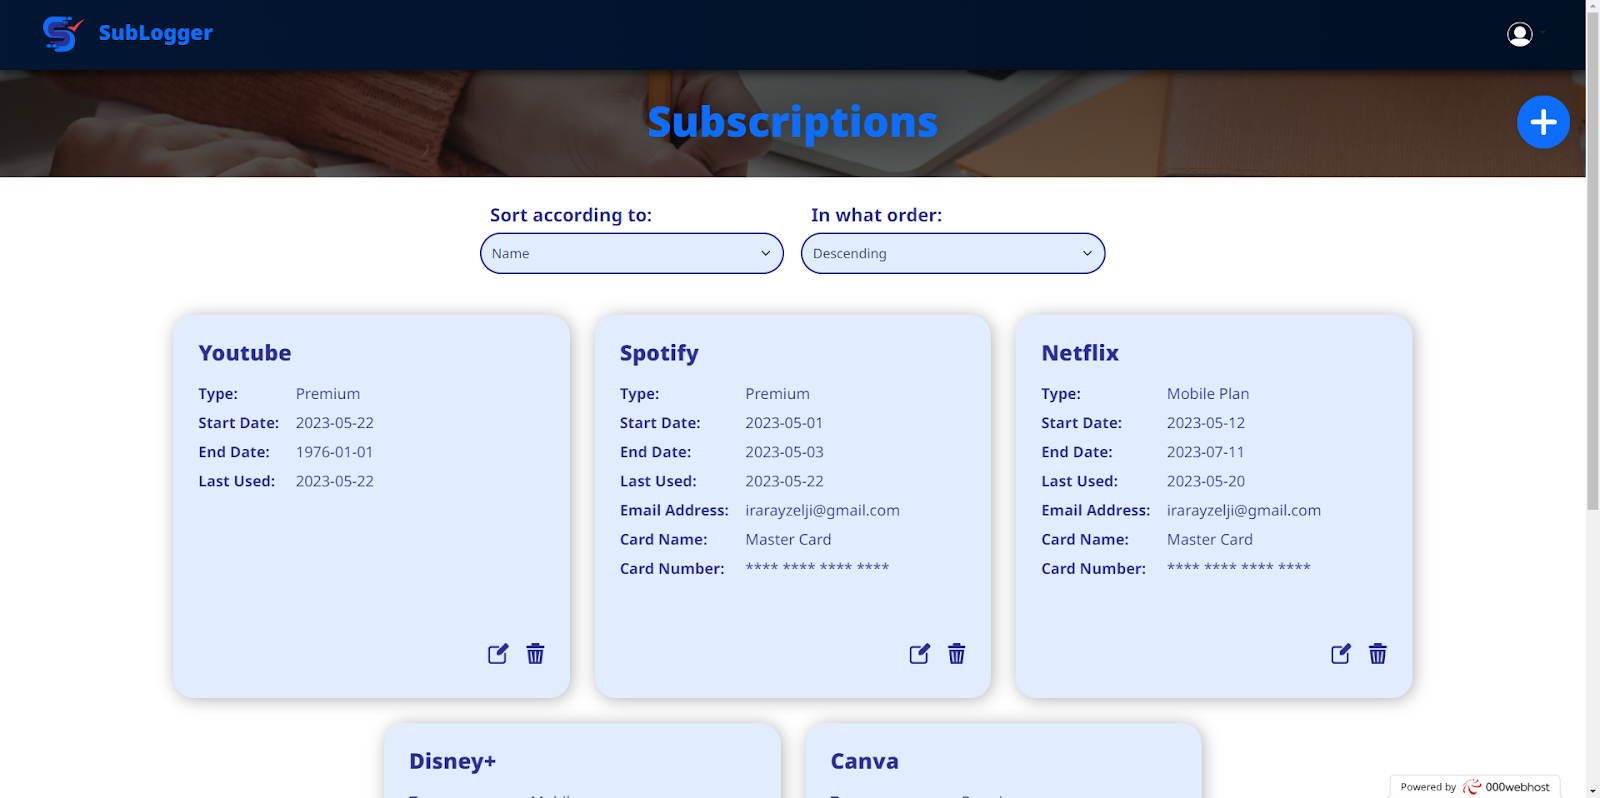 SubLogger
Subscriptions
Sort according to: In what order:
Name Descending
Youtube
Type: Premium
Start Date: 2023-05-22
End Date: 1976-01-01
Last Used: 2023-05-22
Spotify
Type: Premium
Start Date: 2023-05-01
End Date: 2023-05-03
Last Used: 2023-05-22
Email Address: irarayzelji@gmail.com
Card Name: Master Card
Card Number: **** **** **** ****
Netflix
Type: Mobile Plan
Start Date: 2023-05-12
End Date: 2023-07-11
Last Used: 2023-05-20
Email Address: irarayzelji@gmail.com
Card Name: Master Card
Card Number: **** **** **** ****
Disney+
Canva
Powered by 000webhost